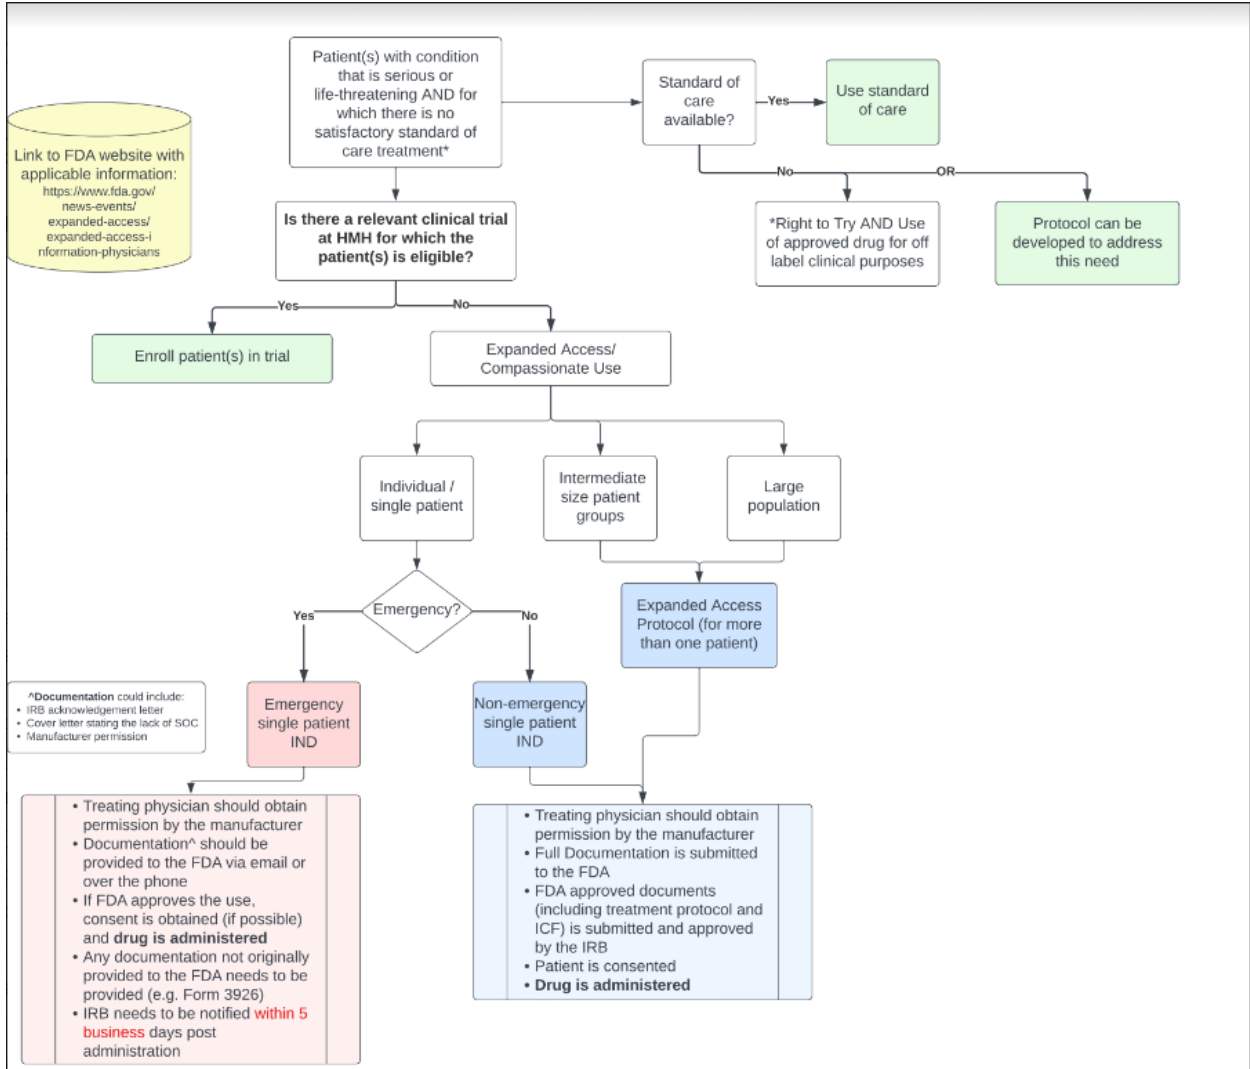 Patient(s) with condition
that is serious or
life-threatening AND for
which there is no
satisfactory standard of
care treatment*
Standard of
care
available?
Yes
Use standard
of care
Link to FDA website with
applicable information:
https://www.fda.gov/
news-events/
expanded-access/
expanded-access-i
nformation-physicians
No
OR
Is there a relevant clinical trial
at HMH for which the
patient(s) is eligible?
*Right to Try AND Use
of approved drug for off
label clinical purposes
Protocol can be
developed to address
this need
Yes
No
Enroll patient(s) in trial
Expanded Access/
Compassionate Use
Individual /
single patient
Intermediate
size patient
groups
Large
population
Emergency?
Yes
No
Expanded Access
Protocol (for more
than one patient)
^Documentation could include:
• IRB acknowledgement letter
• Cover letter stating the lack of SOC
• Manufacturer permission
Emergency
single patient
IND
Non-emergency
single patient
IND
• Treating physician should obtain
permission by the manufacturer
• Documentation^ should be
provided to the FDA via email or
over the phone
• If FDA approves the use,
consent is obtained (if possible)
and drug is administered
• Any documentation not originally
provided to the FDA needs to be
provided (e.g. Form 3926)
• IRB needs to be notified within 5
business days post
administration
• Treating physician should obtain
permission by the manufacturer
• Full Documentation is submitted
to the FDA
• FDA approved documents
(including treatment protocol and
ICF) is submitted and approved
by the IRB
• Patient is consented
• Drug is administered